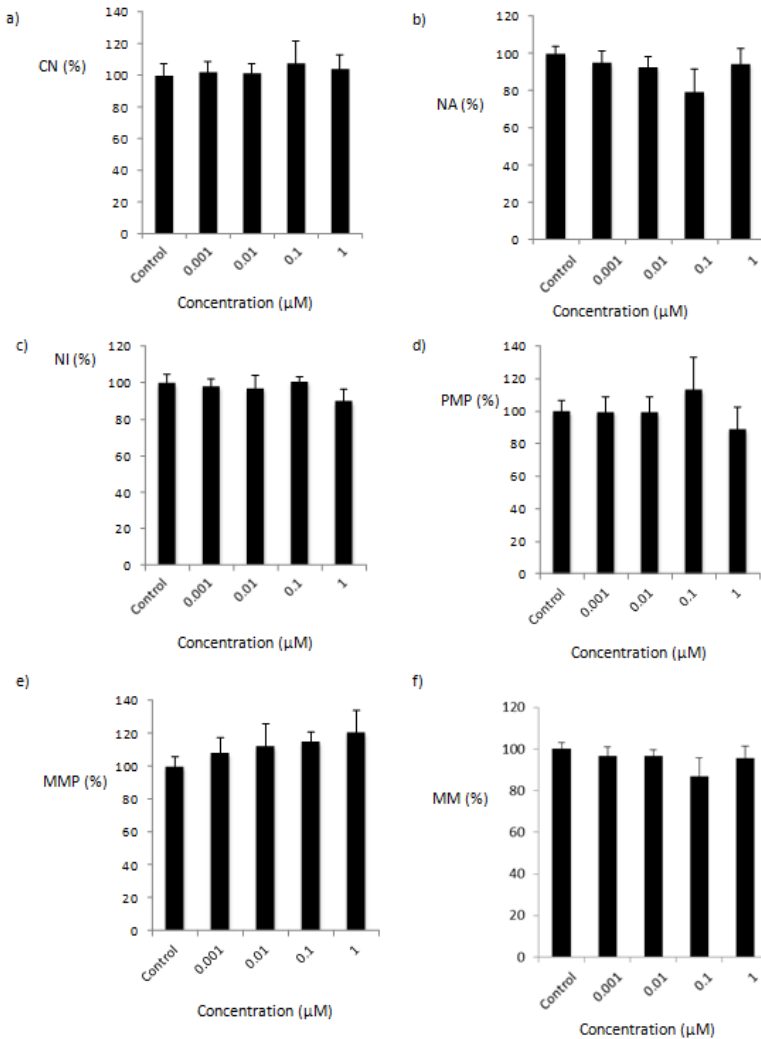 a)
CN (%)
140
120
100
80
60
40
20
0
Control
0.001
0.01
0.1
1
Concentration (µM)
b)
NA (%)
120
100
80
60
40
20
0
Control
0.001
0.01
0.1
1
Concentration (µM)
c)
NI (%)
120
100
80
60
40
20
0
Control
0.001
0.01
0.1
1
Concentration (µM)
d)
PMP (%)
140
120
100
80
60
40
20
0
Control
0.001
0.01
0.1
1
Concentration (µM)
e)
MMP (%)
140
120
100
80
60
40
20
0
Control
0.001
0.01
0.1
1
Concentration (µM)
f)
MM (%)
120
100
80
60
40
20
0
Control
0.001
0.01
0.1
1
Concentration (µM)